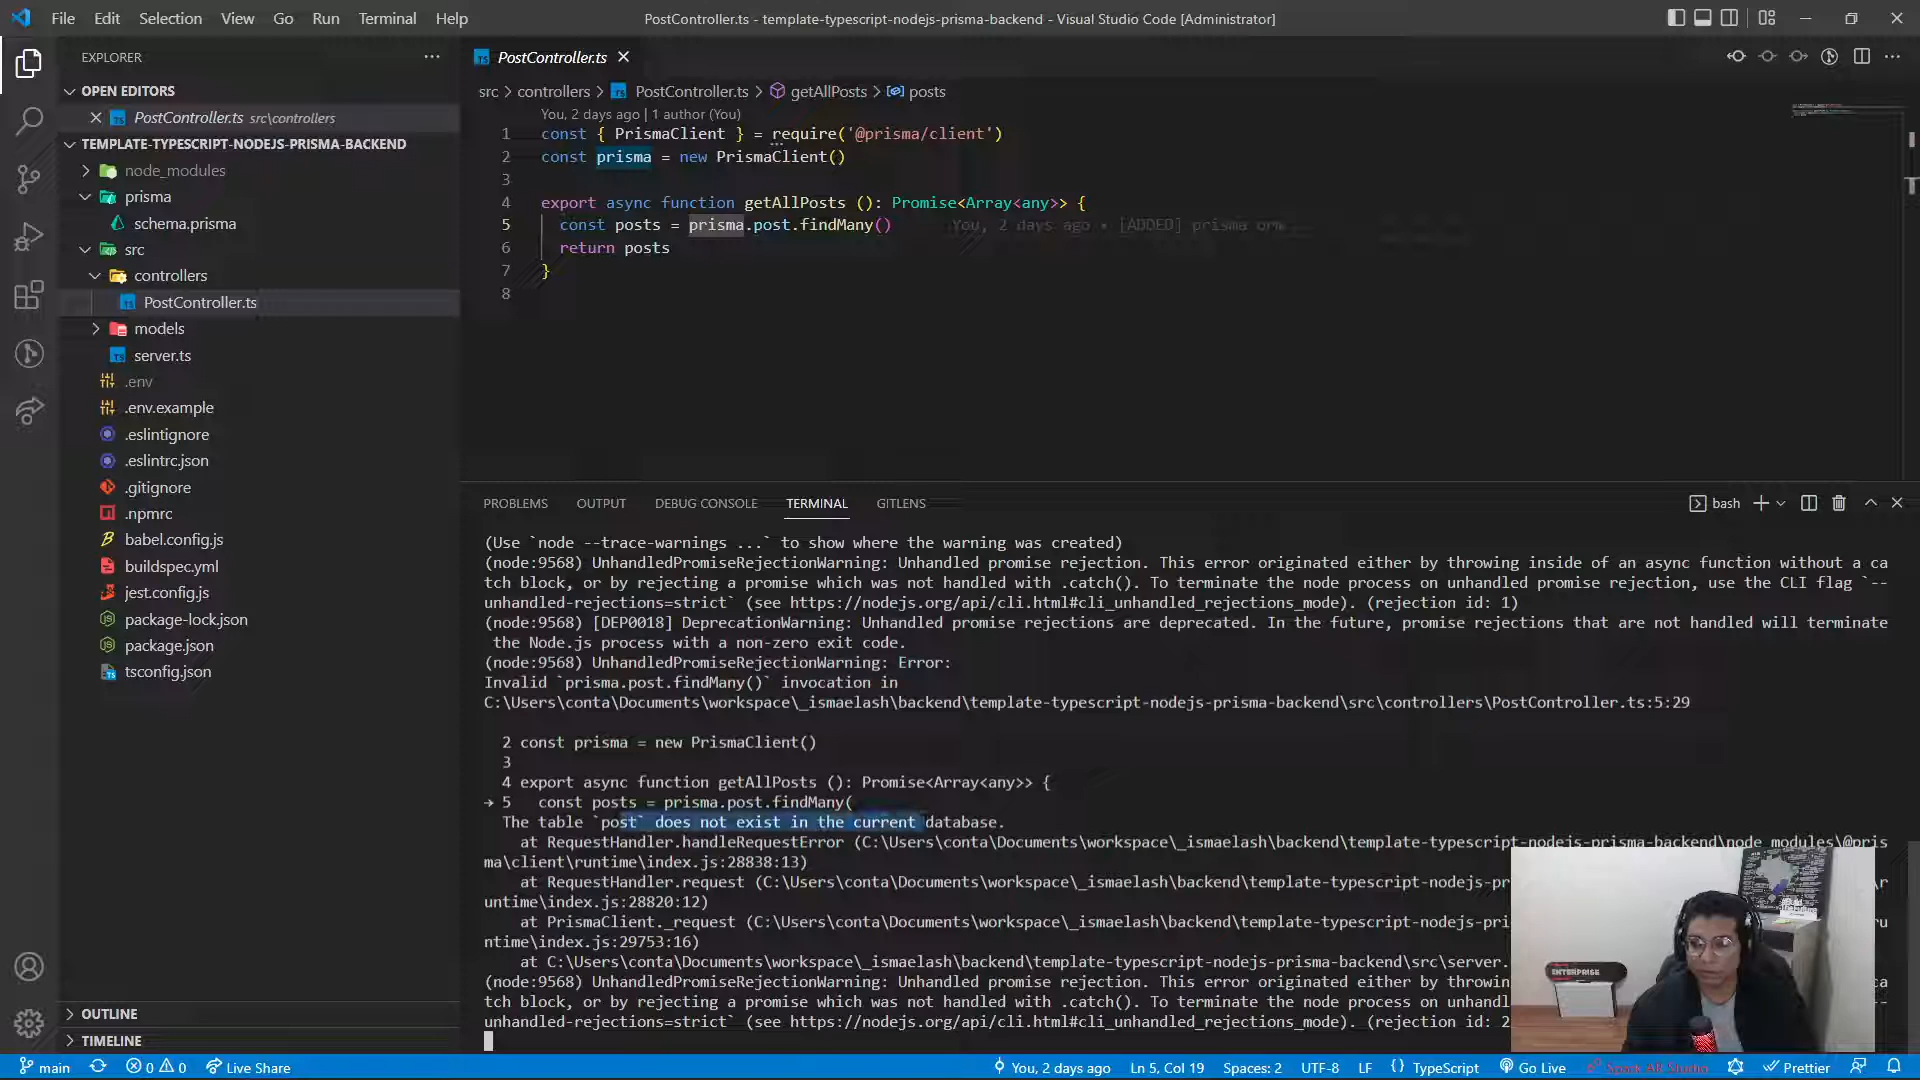 File Edit Selection View Go Run Terminal Help
PostController.ts - template-typescript-nodejs-prisma-backend - Visual Studio Code [Administrator]
EXPLORER
OPEN EDITORS
PostController.ts src\controllers
TEMPLATE-TYPESCRIPT-NODEJS-PRISMA-BACKEND
node_modules
prisma
schema.prisma
src
controllers
PostController.ts
models
server.ts
.env
.env.example
.eslintignore
.eslintrc.json
.gitignore
.npmrc
babel.config.js
buildspec.yml
jest.config.js
package-lock.json
package.json
tsconfig.json
OUTLINE
TIMELINE
PostController.ts
src > controllers > PostController.ts > getAllPosts > posts
You, 2 days ago | 1 author (You)
1 const { PrismaClient } = require('@prisma/client')
2 const prisma = new PrismaClient()
3
4 export async function getAllPosts (): Promise<Array<any>> {
5 const posts = prisma.post.findMany() You, 2 days ago • [ADDED] prisma orm
6 return posts
7 }
8
PROBLEMS OUTPUT DEBUG CONSOLE TERMINAL GITLENS
bash
(Use `node --trace-warnings ...` to show where the warning was created)
(node:9568) UnhandledPromiseRejectionWarning: Unhandled promise rejection. This error originated either by throwing inside of an async function without a ca
tch block, or by rejecting a promise which was not handled with .catch(). To terminate the node process on unhandled promise rejection, use the CLI flag `--
unhandled-rejections=strict` (see https://nodejs.org/api/cli.html#cli_unhandled_rejections_mode). (rejection id: 1)
(node:9568) [DEP0018] DeprecationWarning: Unhandled promise rejections are deprecated. In the future, promise rejections that are not handled will terminate
the Node.js process with a non-zero exit code.
(node:9568) UnhandledPromiseRejectionWarning: Error:
Invalid `prisma.post.findMany()` invocation in
C:\Users\conta\Documents\workspace\_ismaelash\backend\template-typescript-nodejs-prisma-backend\src\controllers\PostController.ts:5:29
2 const prisma = new PrismaClient()
3
4 export async function getAllPosts (): Promise<Array<any>> {
→ 5 const posts = prisma.post.findMany(
The table `post` does not exist in the current database.
at RequestHandler.handleRequestError (C:\Users\conta\Documents\workspace\_ismaelash\backend\template-typescript-nodejs-prisma-backend\node_modules\@pris
ma\client\runtime\index.js:28838:13)
at RequestHandler.request (C:\Users\conta\Documents\workspace\_ismaelash\backend\template-typescript-nodejs-pr
untime\index.js:28820:12)
at PrismaClient._request (C:\Users\conta\Documents\workspace\_ismaelash\backend\template-typescript-nodejs-pri ru
ntime\index.js:29753:16)
at C:\Users\conta\Documents\workspace\_ismaelash\backend\template-typescript-nodejs-prisma-backend\src\server.
(node:9568) UnhandledPromiseRejectionWarning: Unhandled promise rejection. This error originated either by throwin ca
tch block, or by rejecting a promise which was not handled with .catch(). To terminate the node process on unhandl --
unhandled-rejections=strict` (see https://nodejs.org/api/cli.html#cli_unhandled_rejections_mode). (rejection id: 2
ENTERPRISE
main 0 0 Live Share
You, 2 days ago Ln 5, Col 19 Spaces: 2 UTF-8 LF {} TypeScript Go Live Spark AR Studio Prettier